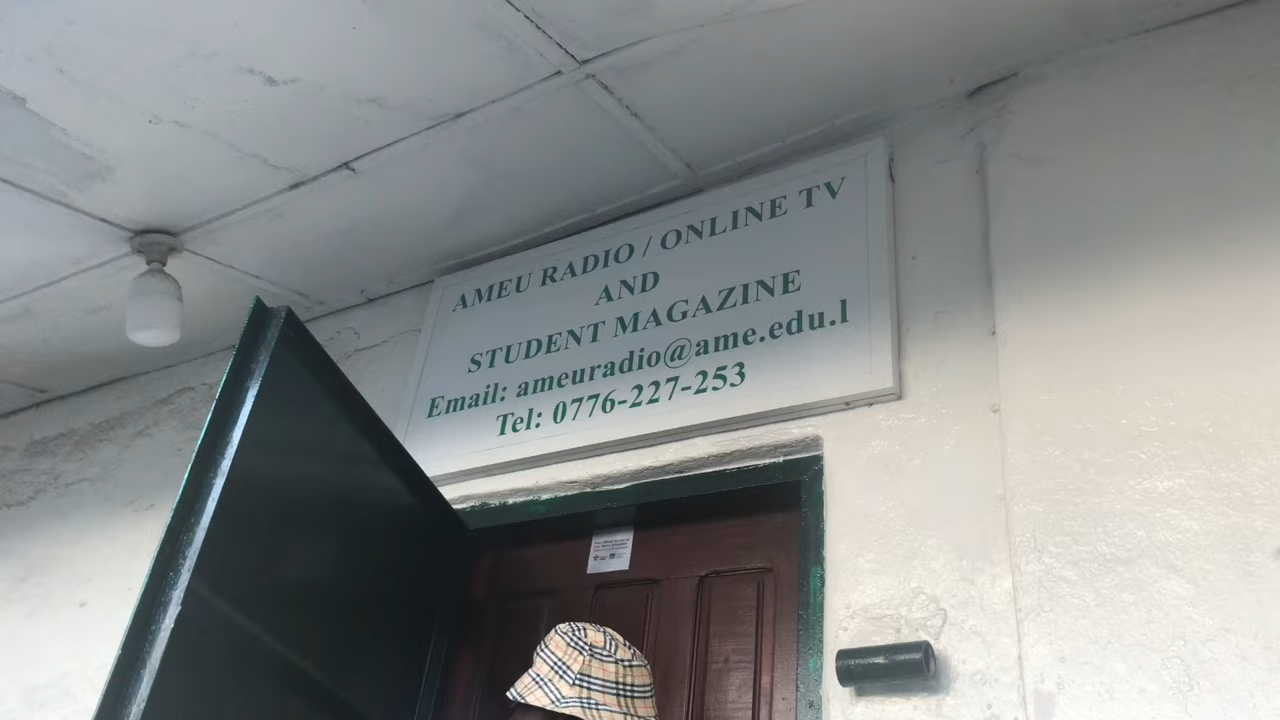 AMEU RADIO / ONLINE TV
AND
STUDENT MAGAZINE
Email: ameuradio@ame.edu.l
Tel: 0776-227-253